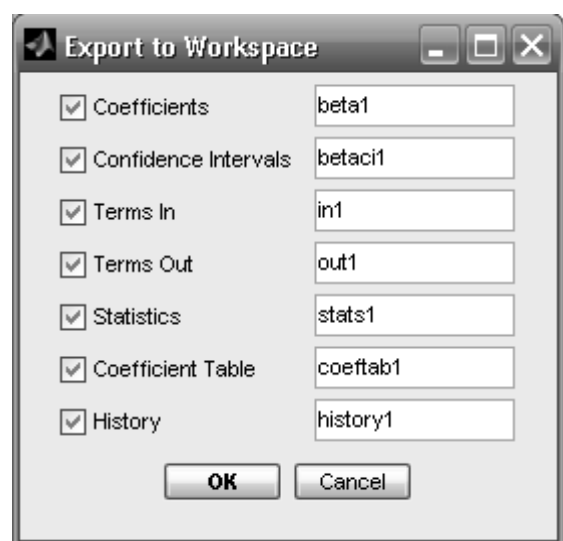 Export to Workspace
Coefficients beta1
Confidence Intervals betaci1
Terms In in1
Terms Out out1
Statistics stats1
Coefficient Table coeftab1
History history1
OK Cancel